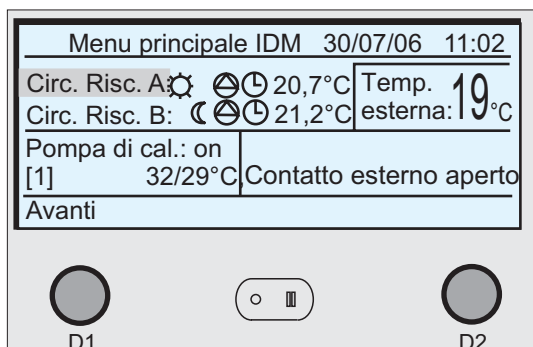 Menu principale IDM 30/07/06 11:02
Circ. Risc. A: 20,7°C
Circ. Risc. B: 21,2°C
Temp.
esterna: 19°C
Pompa di cal.: on
[1] 32/29°C
Contatto esterno aperto
Avanti
D1 D2